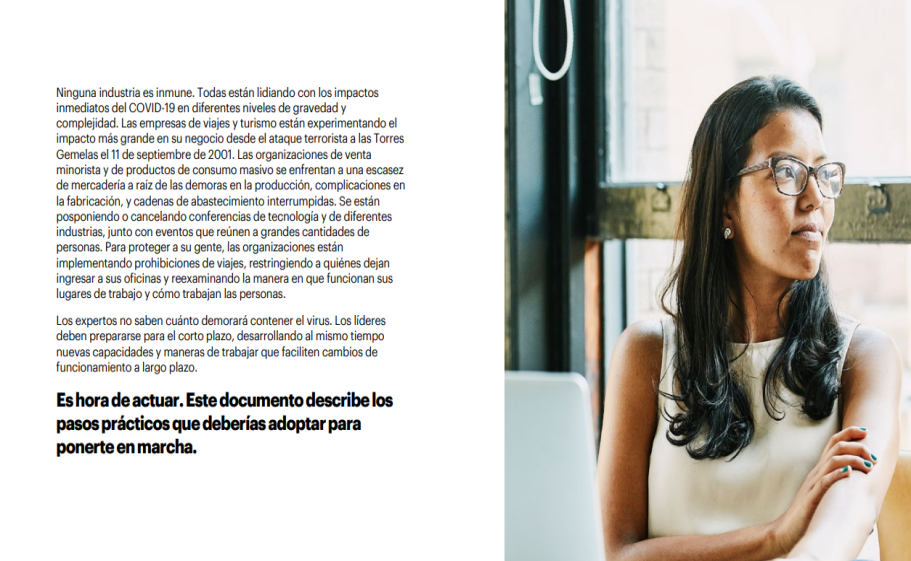 Ninguna industria es inmune. Todas están lidiando con los impactos
inmediatos del COVID-19 en diferentes niveles de gravedad y
complejidad. Las empresas de viajes y turismo están experimentando el
impacto más grande en su negocio desde el ataque terrorista a las Torres
Gemelas el 11 de septiembre de 2001. Las organizaciones de venta
minorista y de productos de consumo masivo se enfrentan a una escasez
de mercadería a raíz de las demoras en la producción, complicaciones en
la fabricación, y cadenas de abastecimiento interrumpidas. Se están
posponiendo o cancelando conferencias de tecnología y de diferentes
industrias, junto con eventos que reúnen a grandes cantidades de
personas. Para proteger a su gente, las organizaciones están
implementando prohibiciones de viajes, restringiendo a quiénes dejan
ingresar a sus oficinas y reexaminando la manera en que funcionan sus
lugares de trabajo y cómo trabajan las personas.
Los expertos no saben cuánto demorará contener el virus. Los líderes
deben prepararse para el corto plazo, desarrollando al mismo tiempo
nuevas capacidades y maneras de trabajar que faciliten cambios de
funcionamiento a largo plazo.
Es hora de actuar. Este documento describe los
pasos prácticos que deberías adoptar para
ponerte en marcha.